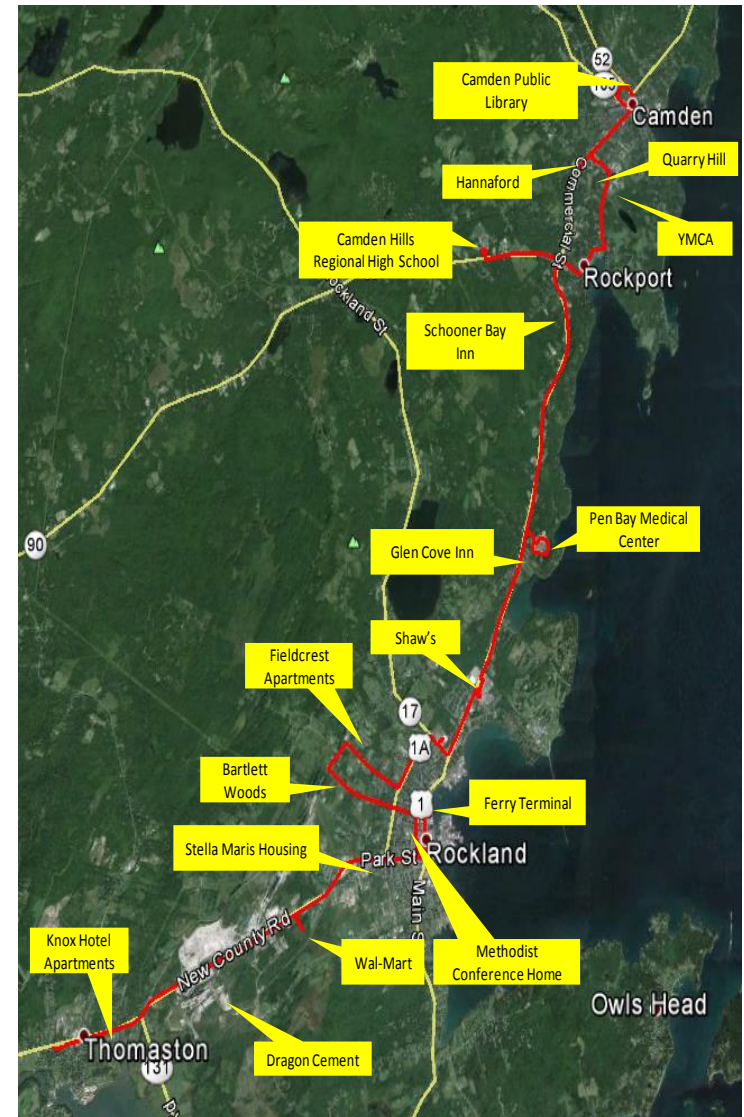 52
Camden Public
Library
105
Camden
Quarry Hill
Hannaford
Commercial St
YMCA
Camden Hills
Regional High School
Rockport
Rockland St
Schooner Bay
Inn
90
Pen Bay Medical
Center
Glen Cove Inn
Shaw's
Fieldcrest
Apartments
17
1A
Bartlett
Woods
1
Ferry Terminal
Stella Maris Housing
Park St
Rockland
Main S
New County Rd
Knox Hotel
Apartments
Wal-Mart
Methodist
Conference Home
Owls Head
Thomaston
Dragon Cement
131